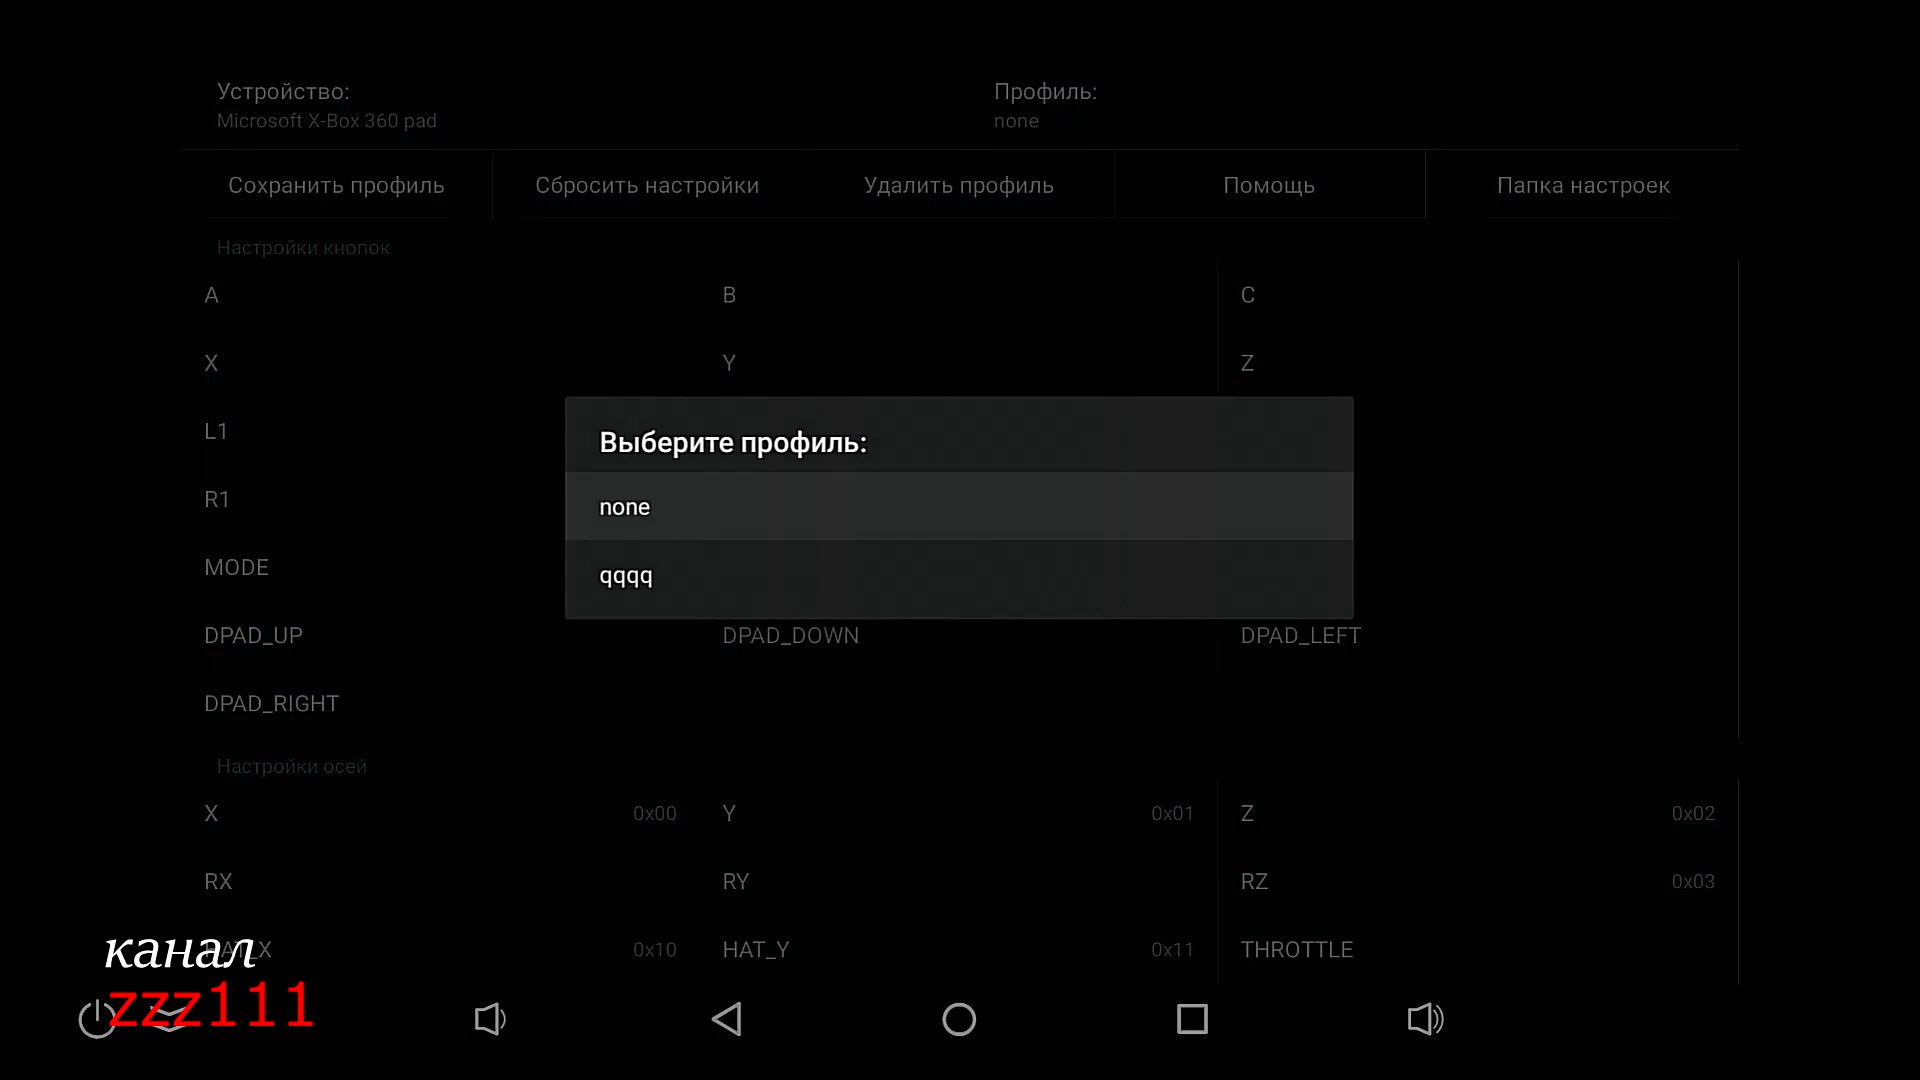 Устройство: Профиль:
Microsoft X-Box 360 pad none
Сохранить профиль Сбросить настройки Удалить профиль Помощь Папка настроек
Настройки кнопок
A B C
X Y Z
L1
Выберите профиль:
R1
none
MODE
qqqq
DPAD_UP DPAD_DOWN DPAD_LEFT
DPAD_RIGHT
Настройки осей
X 0x00 Y 0x01 Z 0x02
RX RY RZ 0x03
HAT_X 0x10 HAT_Y 0x11 THROTTLE
канал
zzz111